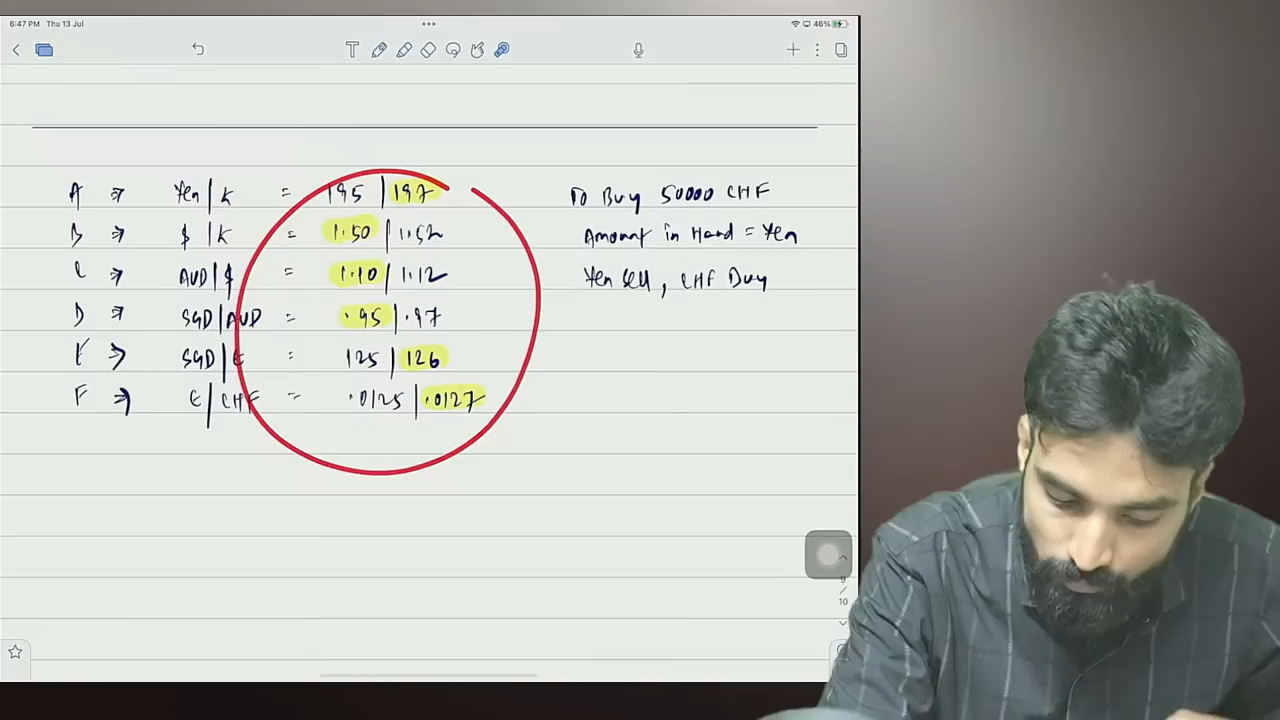 6:47 PM Thu 13 Jul
46%
A ⇒ Yen | K = 195 | 197
To Buy 50000 CHF
B ⇒ $ | K = 1.50 | 1.52
Amount in Hand = Yen
C ⇒ AUD | $ = 1.10 | 1.12
Yen Sell, CHF Buy
D ⇒ SGD | AUD = .95 | .97
E ⇒ SGD | € = 125 | 126
F ⇒ € | CHF = .0125 | .0127
9
/
10